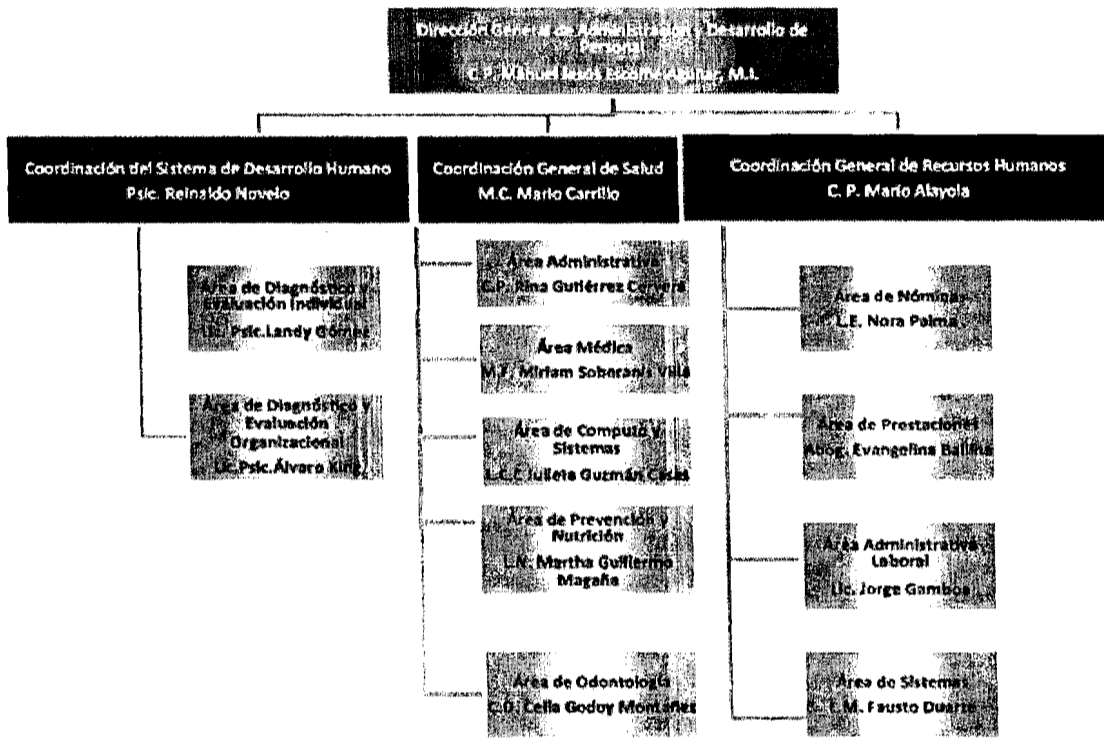 Dirección General de Administración y Desarrollo de
Personal
C. P. Manuel Jesús Escoffié Aguilar, M.I.
Coordinación del Sistema de Desarrollo Humano
Psic. Reinaldo Novelo
Coordinación General de Salud
M.C. Mario Carrillo
Coordinación General de Recursos Humanos
C. P. Mario Alayola
Área de Diagnóstico y
Evaluación Individual
Lic. Psic.Landy Gómez
Área de Diagnóstico y
Evaluación
Organizacional
Lic.Psic.Álvaro King
Área Administrativa
C.P. Rina Gutiérrez Cervera
Área Médica
M.F. Miriam Soberanis Villa
Área de Computo y
Sistemas
L.C.C Julieta Guzmán Casas
Área de Prevención y
Nutrición
L.N. Martha Guillermo
Magaña
Área de Odontología
C.D. Celia Godoy Montañez
Área de Nóminas
L.E. Nora Palma
Área de Prestaciones
Abog. Evangelina Ballina
Área Administrativa
Laboral
Lic. Jorge Gamboa
Área de Sistemas
Fausto Duarte